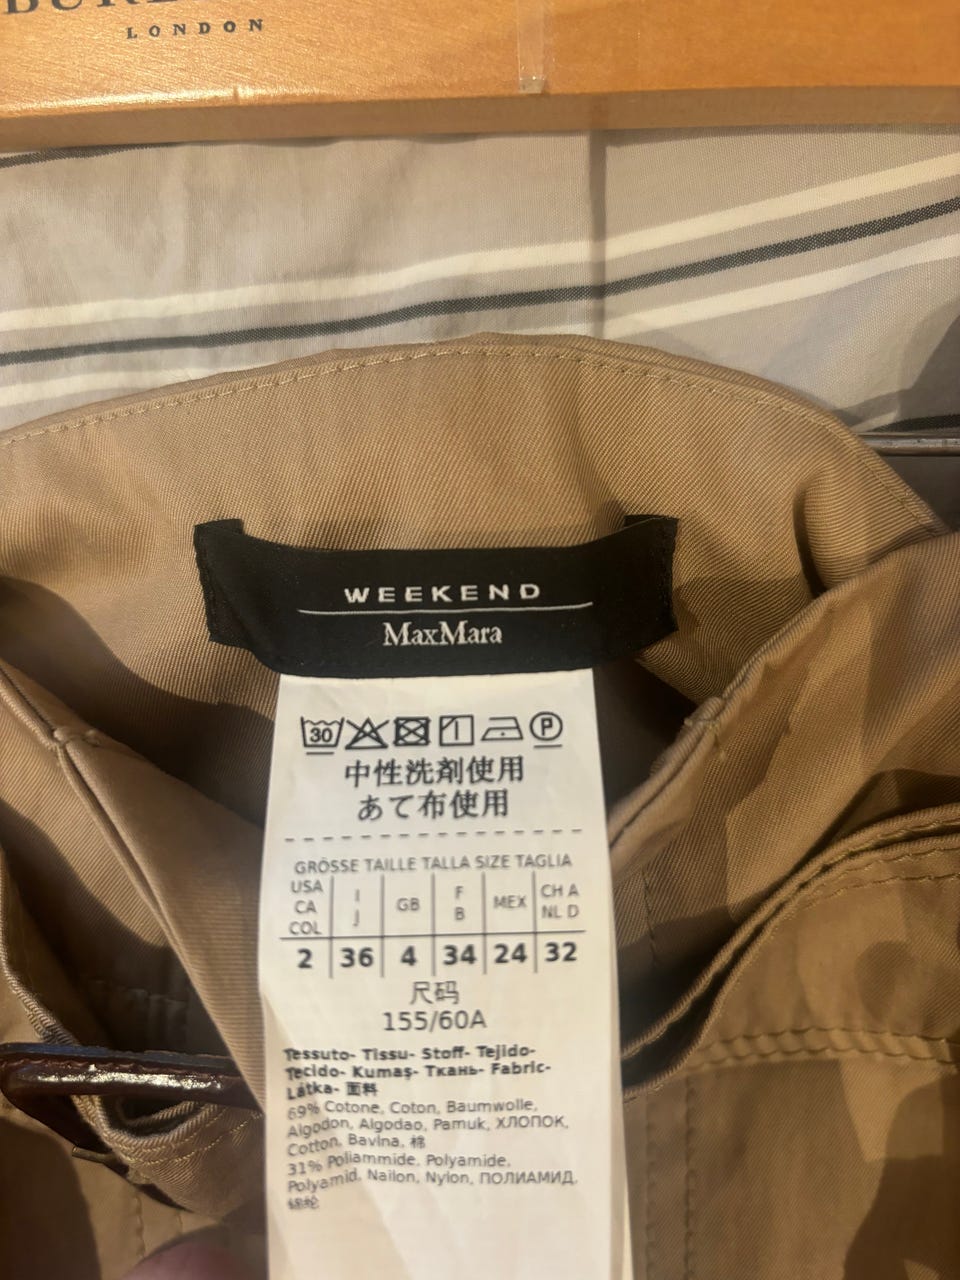 LONDON
WEEKEND
MaxMara
30 P
中性洗剤使用
あて布使用
GRÖSSE TAILLE TALLA SIZE TAGLIA
USA CA COL I J GB F B MEX CH A NL D
2 36 4 34 24 32
尺码
155/60A
Tessuto- Tissu- Stoff- Tejido-
Tecido- Kumaş- Ткань- Fabric-
Látka- 面料
69% Cotone, Coton, Baumwolle,
Algodon, Algodao, Pamuk, ХЛОПОК,
Cotton, Bavlna, 棉
31% Poliammide, Polyamide,
Polyamid, Nailon, Nylon, ПОЛИАМИД,
锦纶